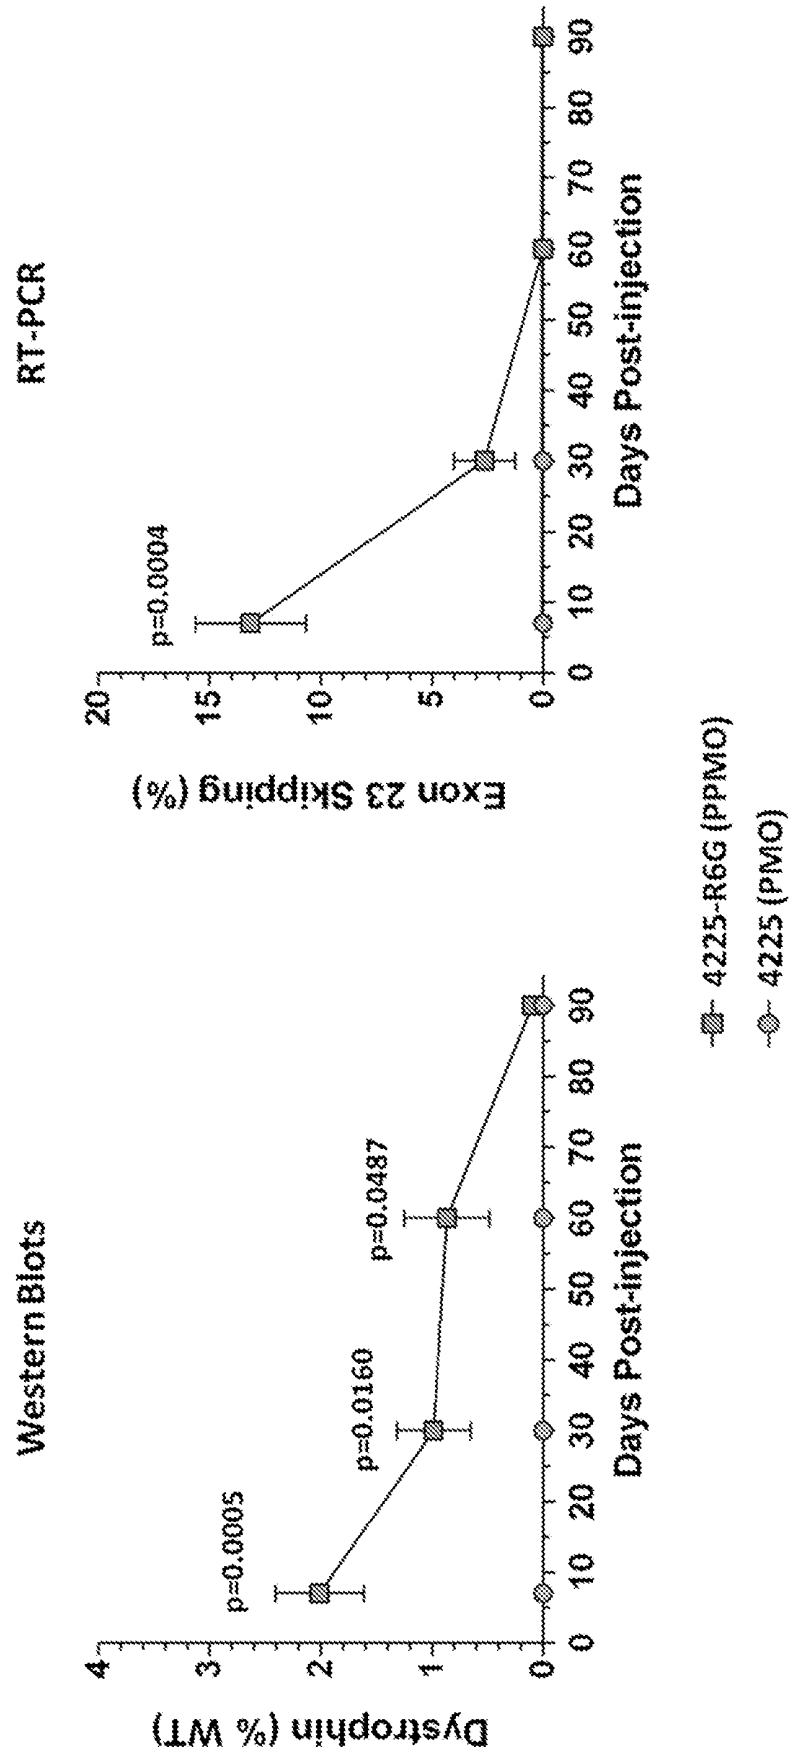 Western Blots
Dystrophin (% WT)
4
3
2
1
0
p=0.0005
p=0.0160
p=0.0487
0 10 20 30 40 50 60 70 80 90
Days Post-injection
RT-PCR
Exon 23 Skipping (%)
20
15
10
5
0
p=0.0004
0 10 20 30 40 50 60 70 80 90
Days Post-injection
4225-R6G (PPMO)
4225 (PMO)